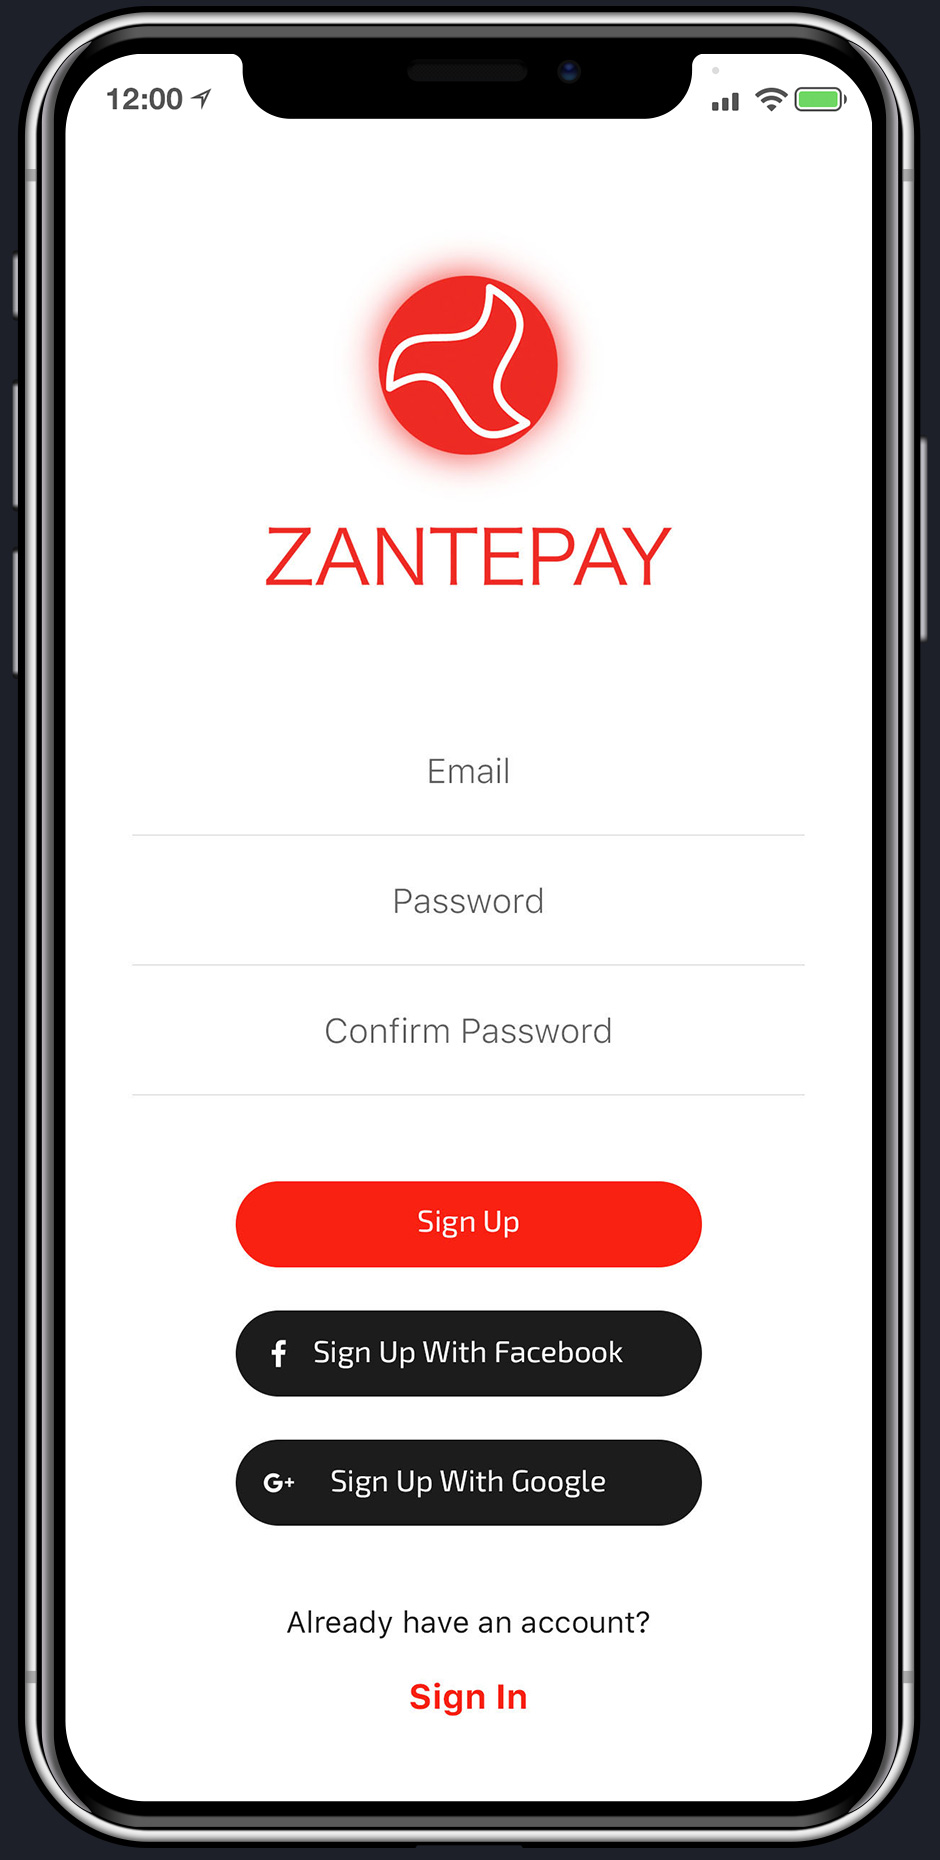 12:00
ZANTEPAY
Email
Password
Confirm Password
Sign Up
f Sign Up With Facebook
G+ Sign Up With Google
Already have an account?
Sign In